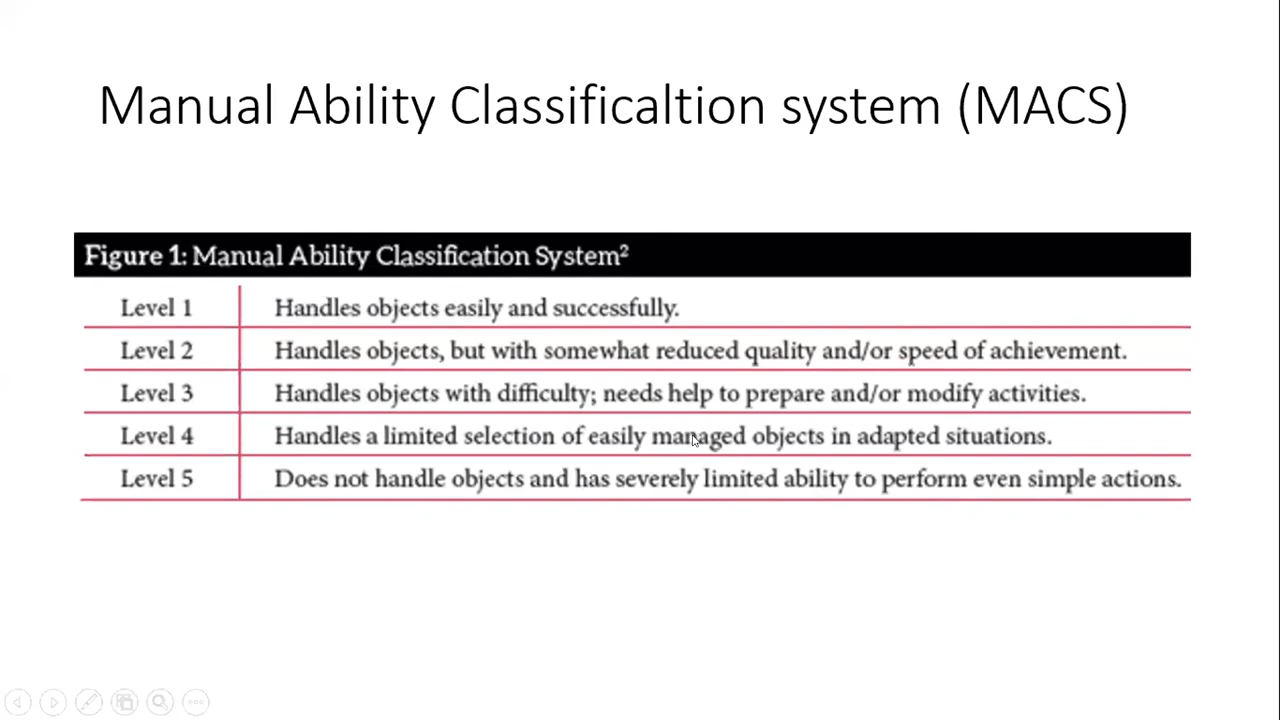 Manual Ability Classificaltion system (MACS)
Figure 1: Manual Ability Classification System²
Level 1 Handles objects easily and successfully.
Level 2 Handles objects, but with somewhat reduced quality and/or speed of achievement.
Level 3 Handles objects with difficulty; needs help to prepare and/or modify activities.
Level 4 Handles a limited selection of easily managed objects in adapted situations.
Level 5 Does not handle objects and has severely limited ability to perform even simple actions.